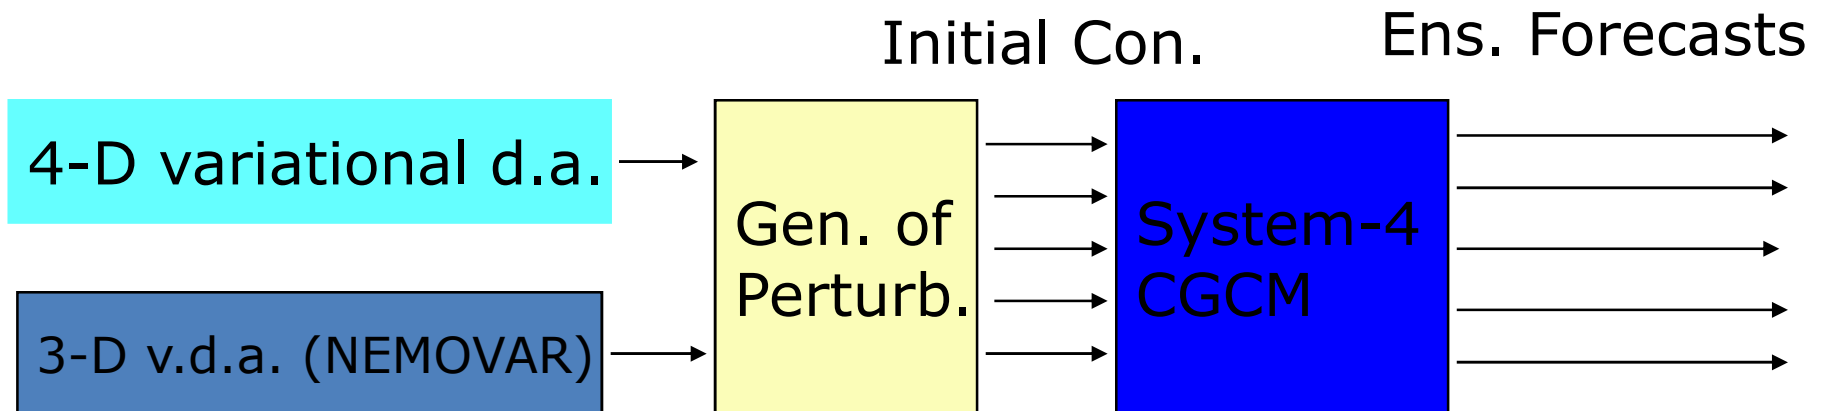 Initial Con.
Ens. Forecasts
4-D variational d.a.
Gen. of
Perturb.
System-4
CGCM
3-D v.d.a. (NEMOVAR)